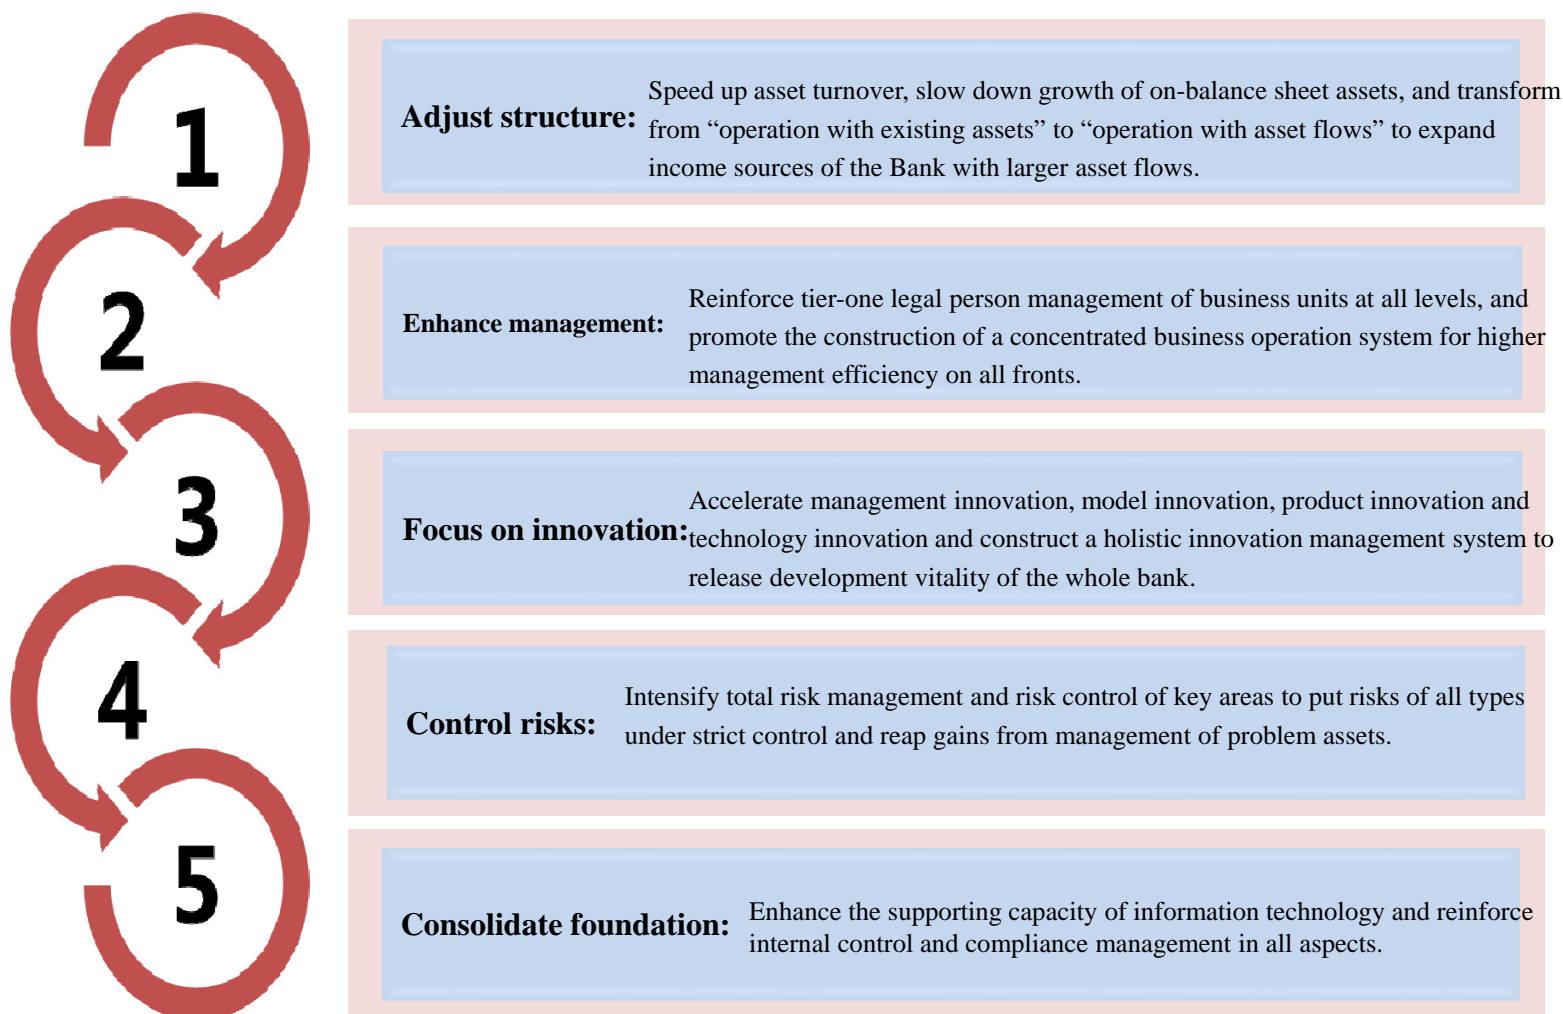 1
Adjust structure:
Speed up asset turnover, slow down growth of on-balance sheet assets, and transform
from “operation with existing assets” to “operation with asset flows” to expand
income sources of the Bank with larger asset flows.
2
Enhance management:
Reinforce tier-one legal person management of business units at all levels, and
promote the construction of a concentrated business operation system for higher
management efficiency on all fronts.
3
Focus on innovation:
Accelerate management innovation, model innovation, product innovation and
technology innovation and construct a holistic innovation management system to
release development vitality of the whole bank.
4
Control risks:
Intensify total risk management and risk control of key areas to put risks of all types
under strict control and reap gains from management of problem assets.
5
Consolidate foundation:
Enhance the supporting capacity of information technology and reinforce
internal control and compliance management in all aspects.